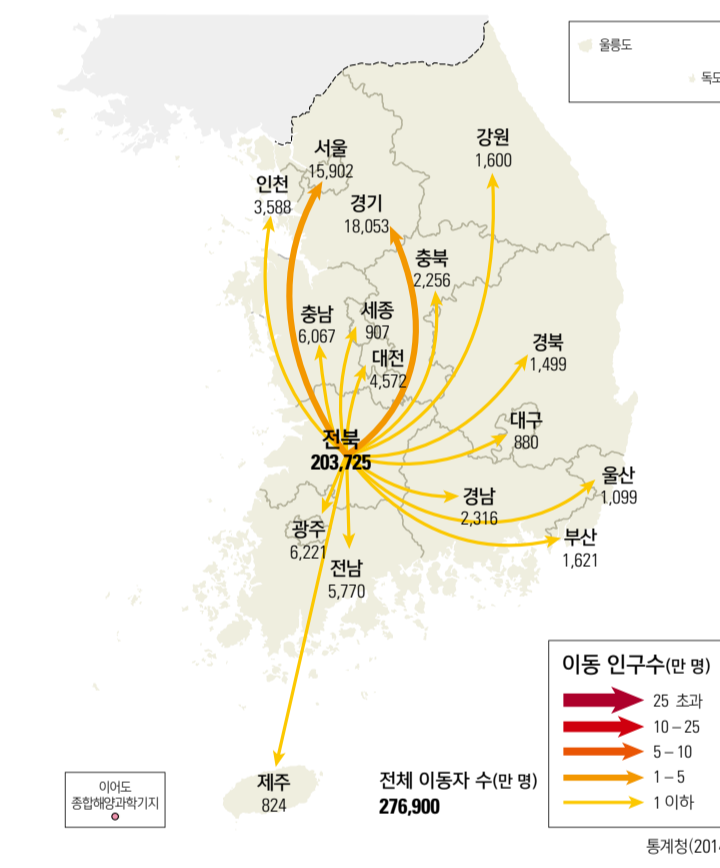 울릉도
독도
서울
15,902
강원
1,600
인천
3,588
경기
18,053
충북
2,256
충남
6,067
세종
907
대전
4,572
경북
1,499
대구
880
전북
203,725
울산
1,099
경남
2,316
부산
1,621
광주
6,221
전남
5,770
제주
824
이어도
종합해양과학기지
전체 이동자 수(만 명)
276,900
이동 인구수(만 명)
25 초과
10 – 25
5 – 10
1 – 5
1 이하
통계청(2014